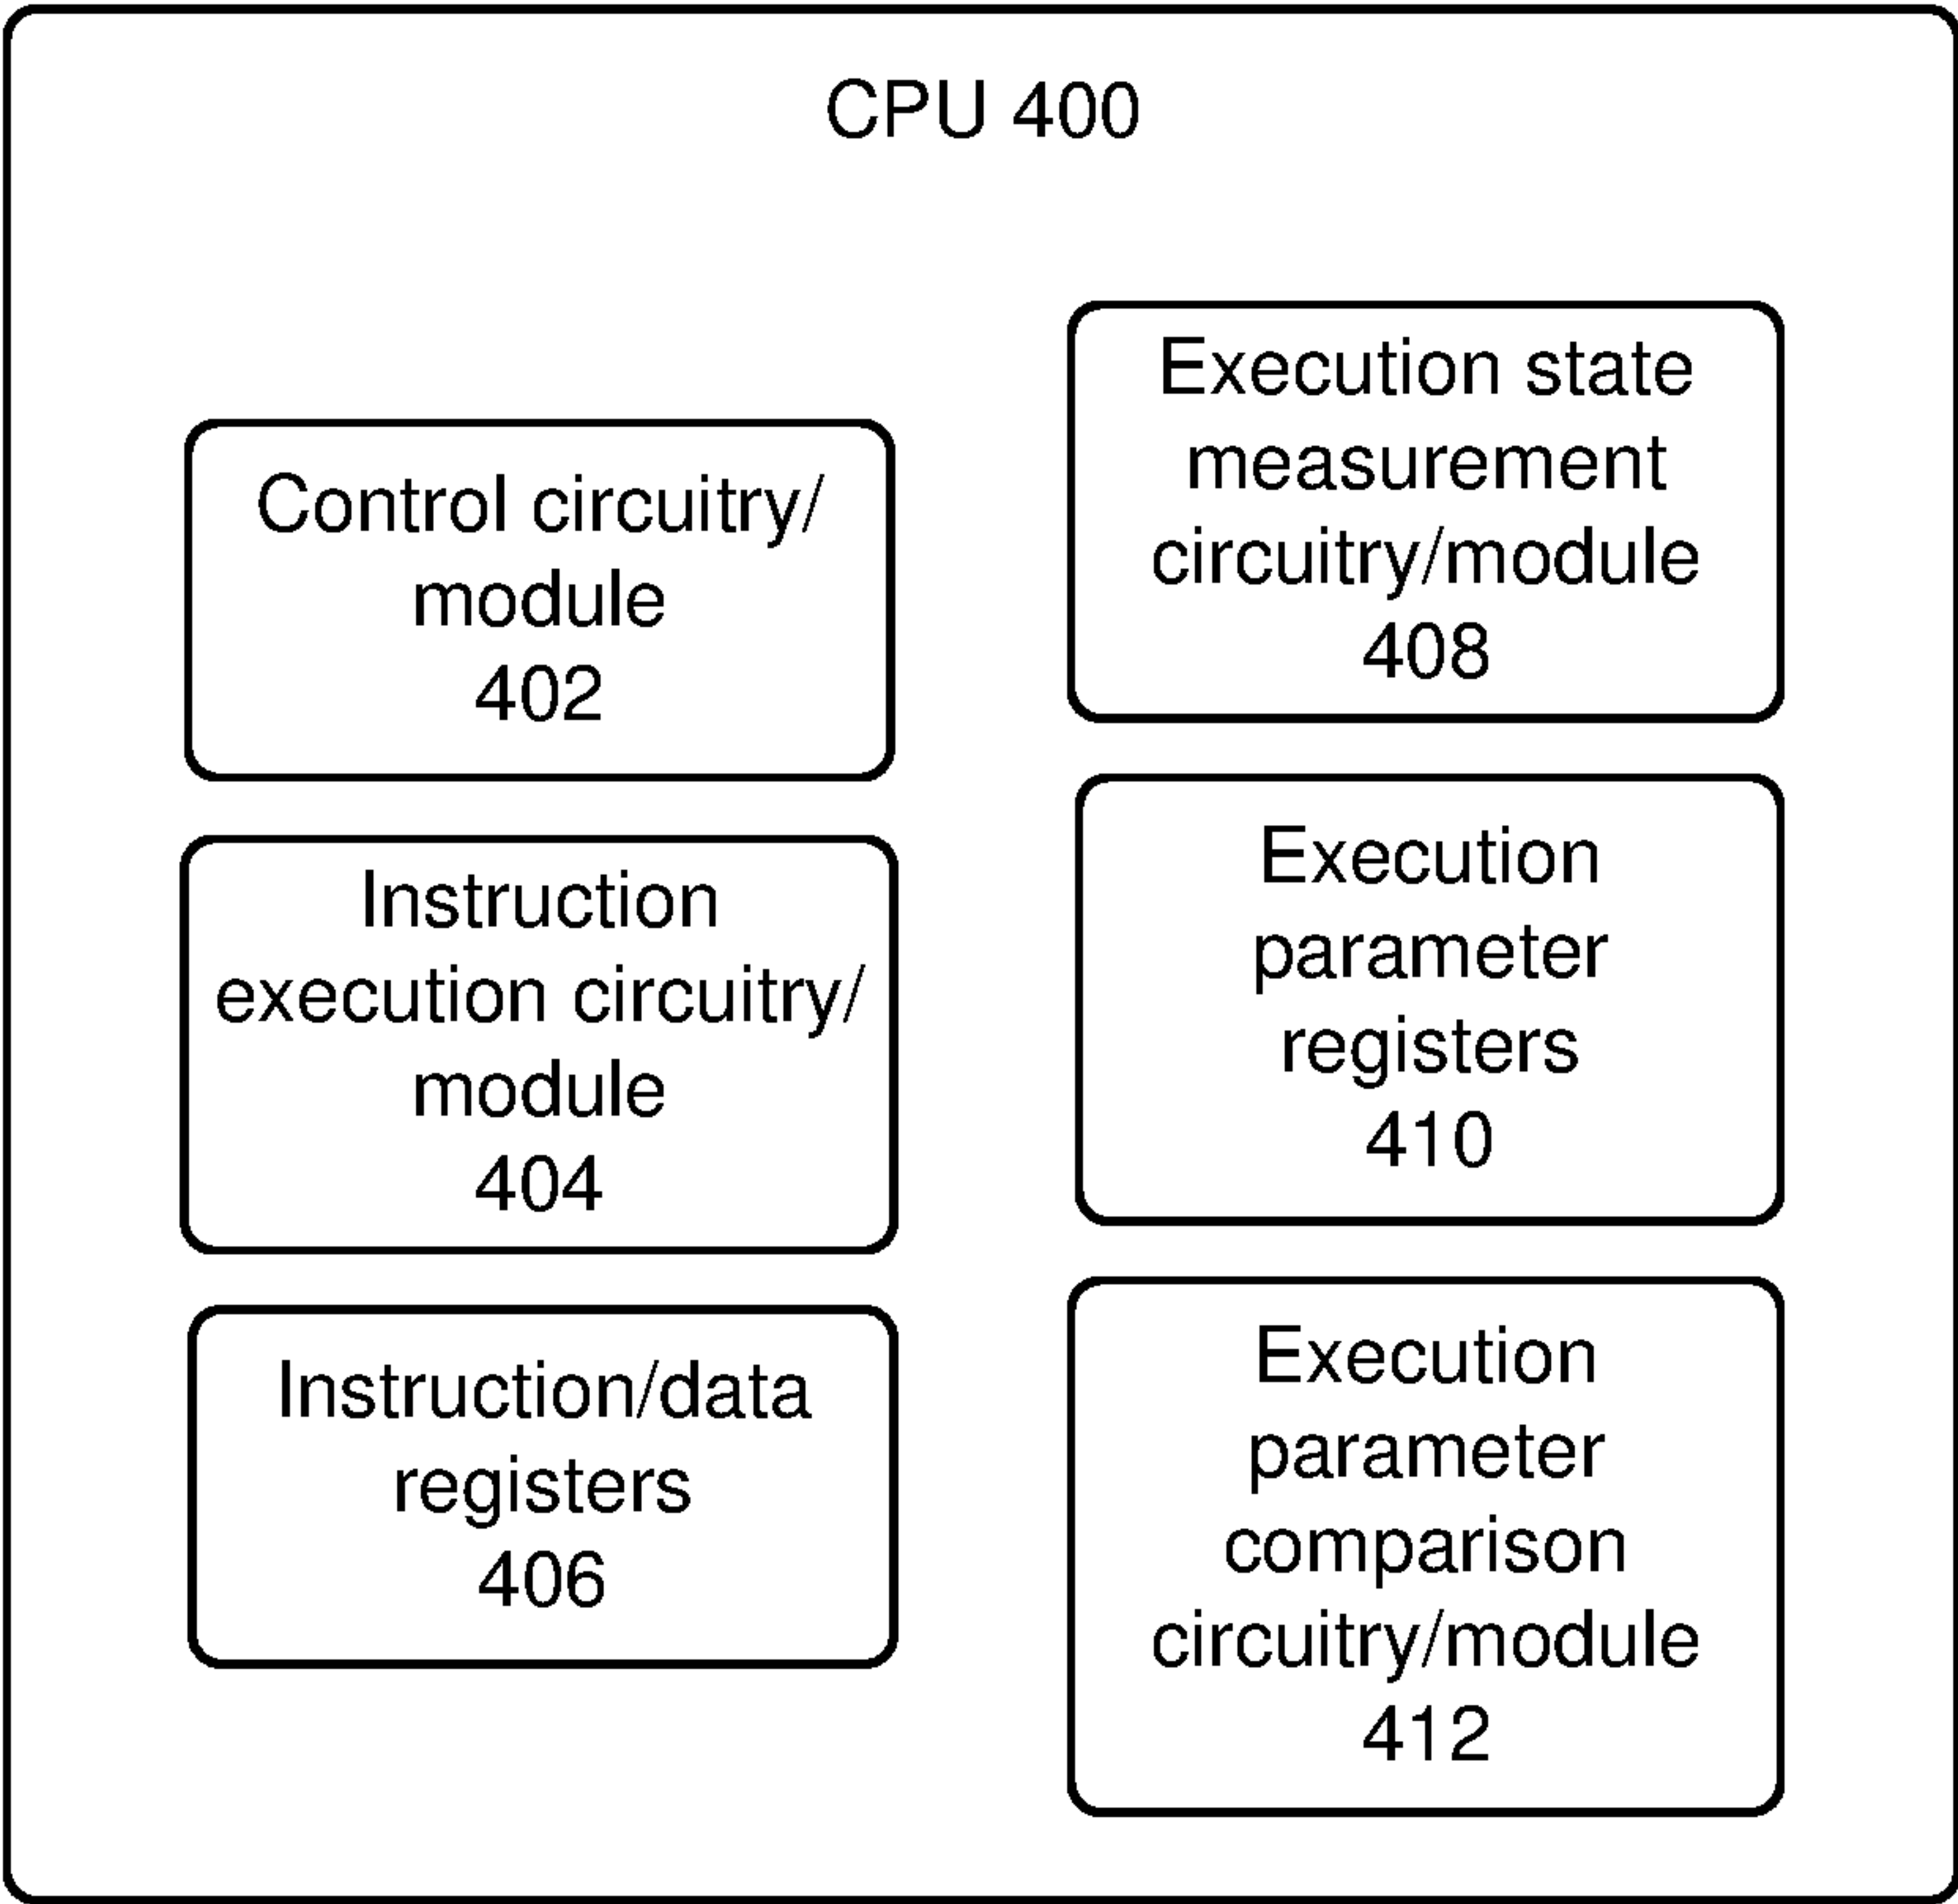 CPU 400
Control circuitry/
module
402
Instruction
execution circuitry/
module
404
Instruction/data
registers
406
Execution state
measurement
circuitry/module
408
Execution
parameter
registers
410
Execution
parameter
comparison
circuitry/module
412